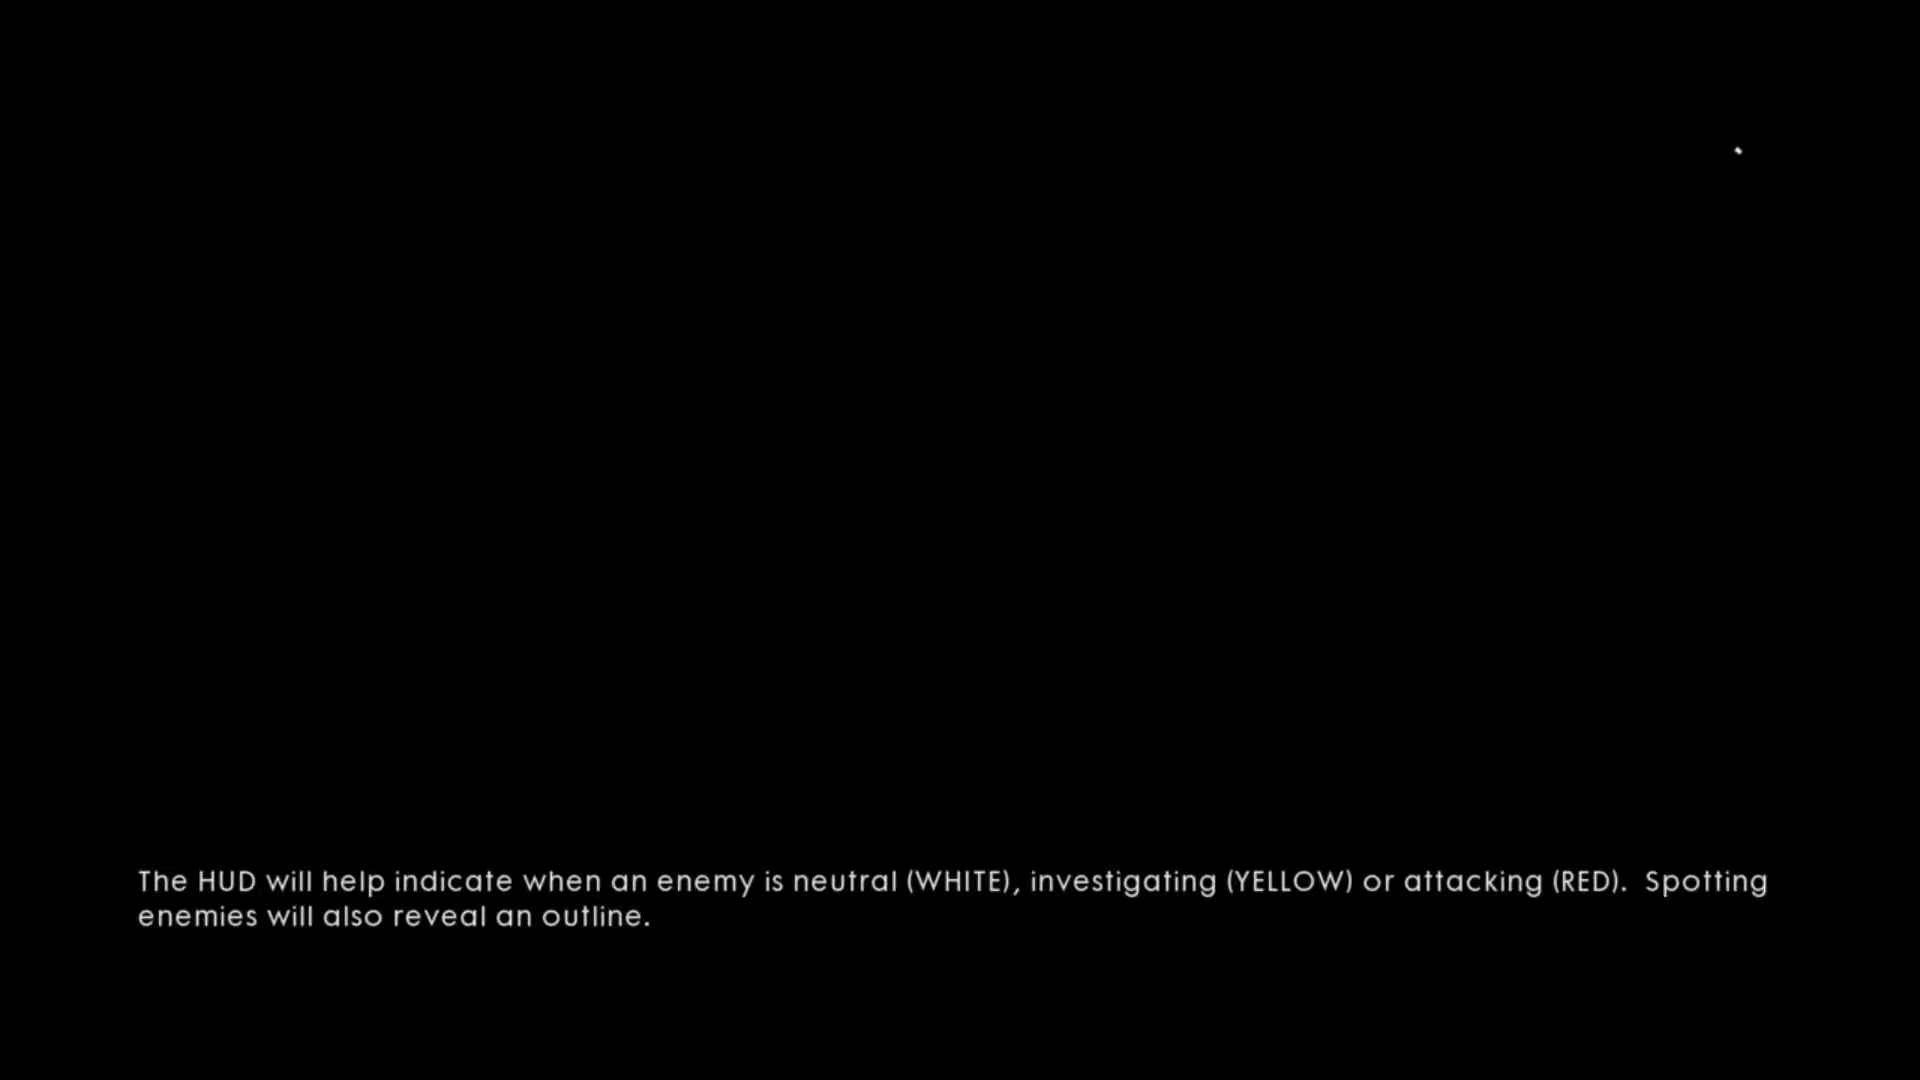 The HUD will help indicate when an enemy is neutral (WHITE), investigating (YELLOW) or attacking (RED).  Spotting
enemies will also reveal an outline.